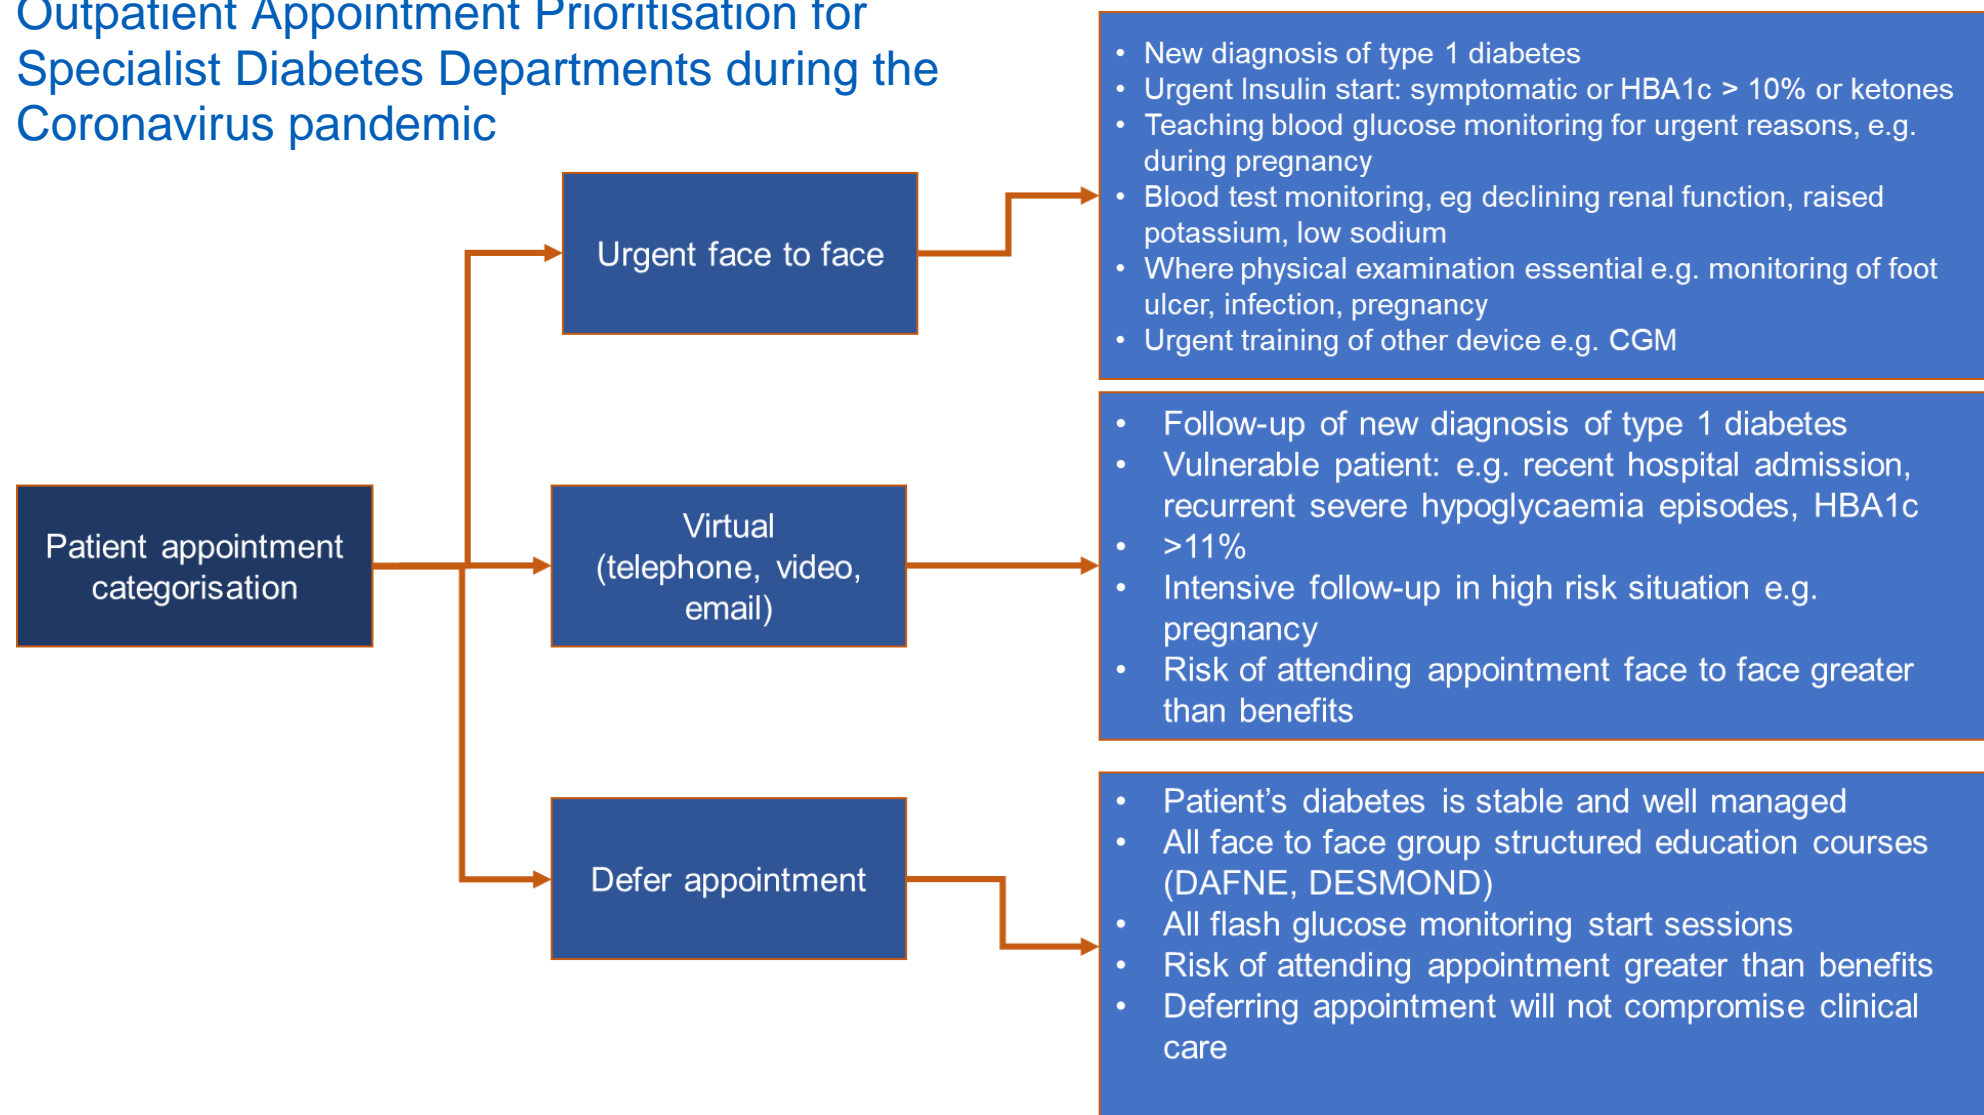 Outpatient Appointment Prioritisation for
Specialist Diabetes Departments during the
Coronavirus pandemic
Patient appointment
categorisation
Urgent face to face
• New diagnosis of type 1 diabetes
• Urgent Insulin start: symptomatic or HBA1c > 10% or ketones
• Teaching blood glucose monitoring for urgent reasons, e.g.
during pregnancy
• Blood test monitoring, eg declining renal function, raised
potassium, low sodium
• Where physical examination essential e.g. monitoring of foot
ulcer, infection, pregnancy
• Urgent training of other device e.g. CGM
Virtual
(telephone, video,
email)
• Follow-up of new diagnosis of type 1 diabetes
• Vulnerable patient: e.g. recent hospital admission,
recurrent severe hypoglycaemia episodes, HBA1c
• >11%
• Intensive follow-up in high risk situation e.g.
pregnancy
• Risk of attending appointment face to face greater
than benefits
Defer appointment
• Patient’s diabetes is stable and well managed
• All face to face group structured education courses
(DAFNE, DESMOND)
• All flash glucose monitoring start sessions
• Risk of attending appointment greater than benefits
• Deferring appointment will not compromise clinical
care